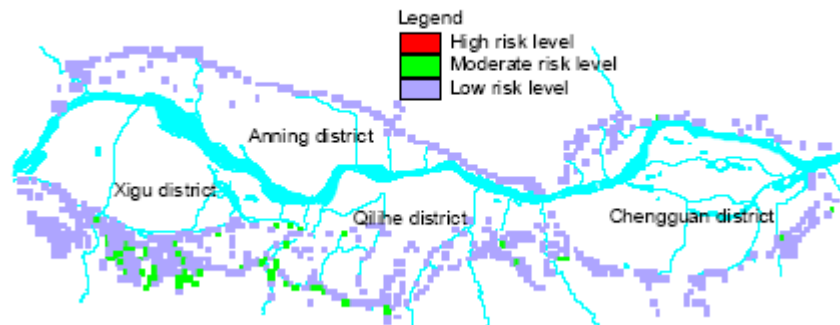 Legend
High risk level
Moderate risk level
Low risk level
Anning district
Xigu district
Qilihe district
Chengguan district